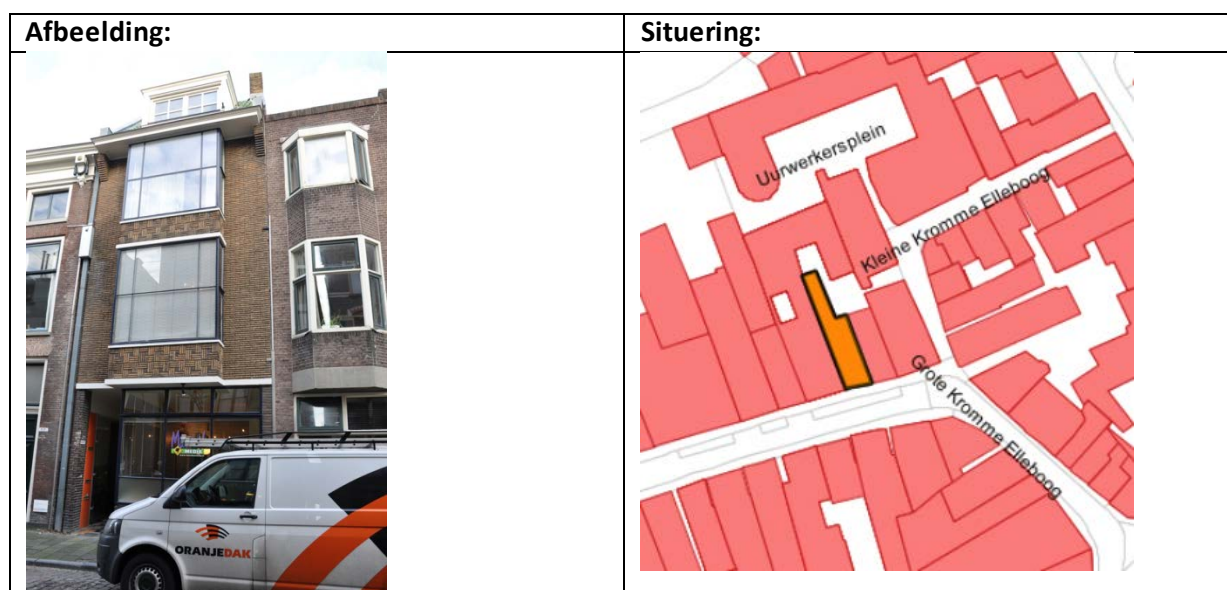 Afbeelding:
Situering:
ORANJEDAK
Uurwerkersplein
Kleine Kromme Elleboog
Grote Kromme Elleboog